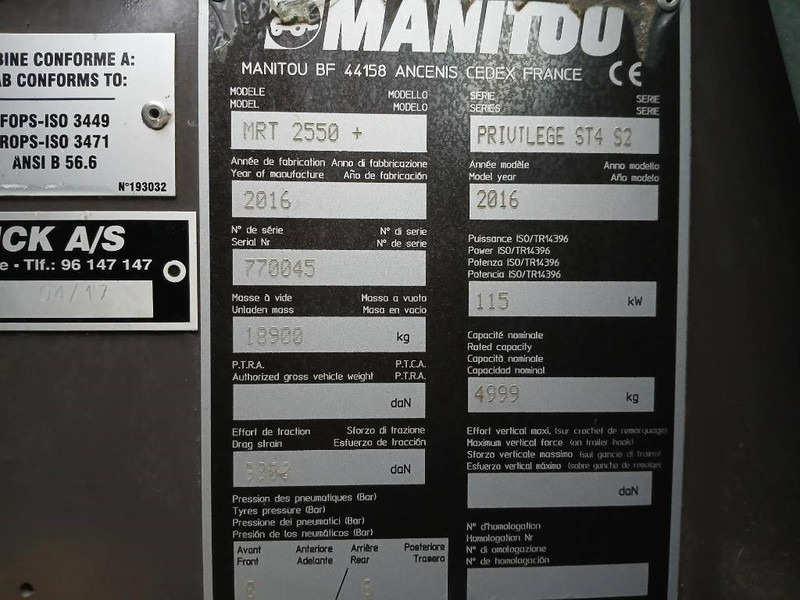 BINE CONFORME A:
AB CONFORMS TO:
FOPS-ISO 3449
ROPS-ISO 3471
ANSI B 56.6
N°193032
CK A/S
e - Tlf.: 96 147 147
04/17
MANITOU
MANITOU BF 44158 ANCENIS CEDEX FRANCE CE
MODELE MODELLO
MODEL MODELO
MRT 2550 +
SERIE SERIE
SERIES SERIE
PRIVILEGE ST4 S2
Année de fabrication Anno di fabbricazione
Year of manufacture Año de fabricación
2016
Année modèle Anno modello
Model year Año modelo
2016
N° de série N° di serie
Serial Nr N° de serie
770045
Puissance ISO/TR14396
Power ISO/TR14396
Potenza ISO/TR14396
Potencia ISO/TR14396
115 kW
Masse à vide Massa a vuoto
Unladen mass Masa en vacio
18900 kg
Capacité nominale
Rated capacity
Capacità nominale
Capacidad nominal
4999 kg
P.T.R.A. P.T.C.A.
Authorized gross vehicle weight P.T.R.A.
daN
Effort de traction Sforzo di trazione
Drag strain Esfuerzo de tracción
daN
Effort vertical maxi. (sur crochet de remorquage)
Maximum vertical force (on trailer hook)
Sforzo verticale massimo (sul gancio di traino)
Esfuerzo vertical máximo (sobre gancho de remolque)
daN
Pression des pneumatiques (Bar)
Tyres pressure (Bar)
Pressione dei pneumatici (Bar)
Presión de los neumáticos (Bar)
Avant Anteriore Arrière Posteriore
Front Adelante Rear Trasera
8 8
N° d'homologation
Homologation Nr
N° di omologazione
N° de homologación